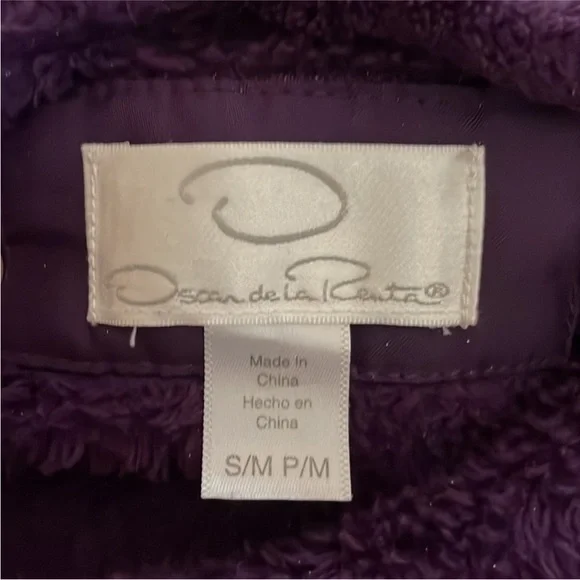 Oscar de la Renta®
Made in
China
Hecho en
China
S/M P/M